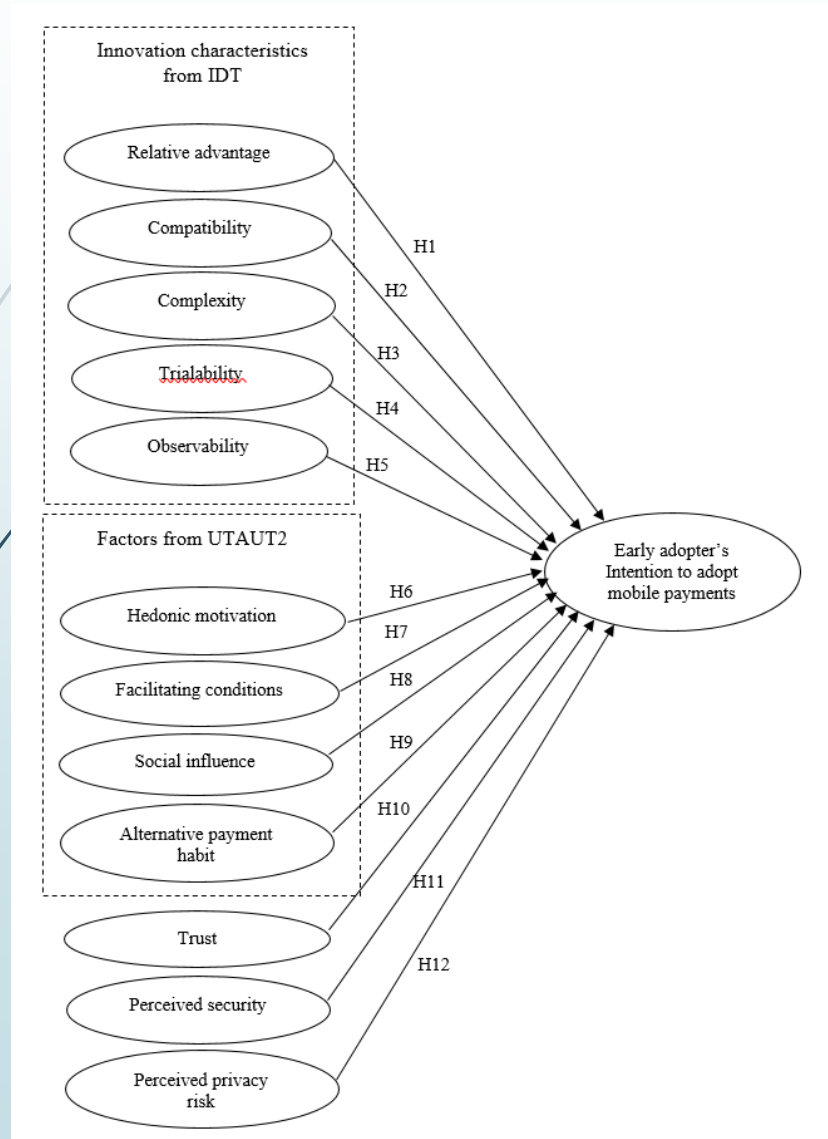 Innovation characteristics
from IDT
Relative advantage
Compatibility
Complexity
Trialability
Observability
H1
H2
H3
H4
H5
Factors from UTAUT2
Hedonic motivation
Facilitating conditions
Social influence
Alternative payment
habit
H6
H7
H8
H9
Trust
Perceived security
Perceived privacy
risk
H10
H11
H12
Early adopter’s
Intention to adopt
mobile payments